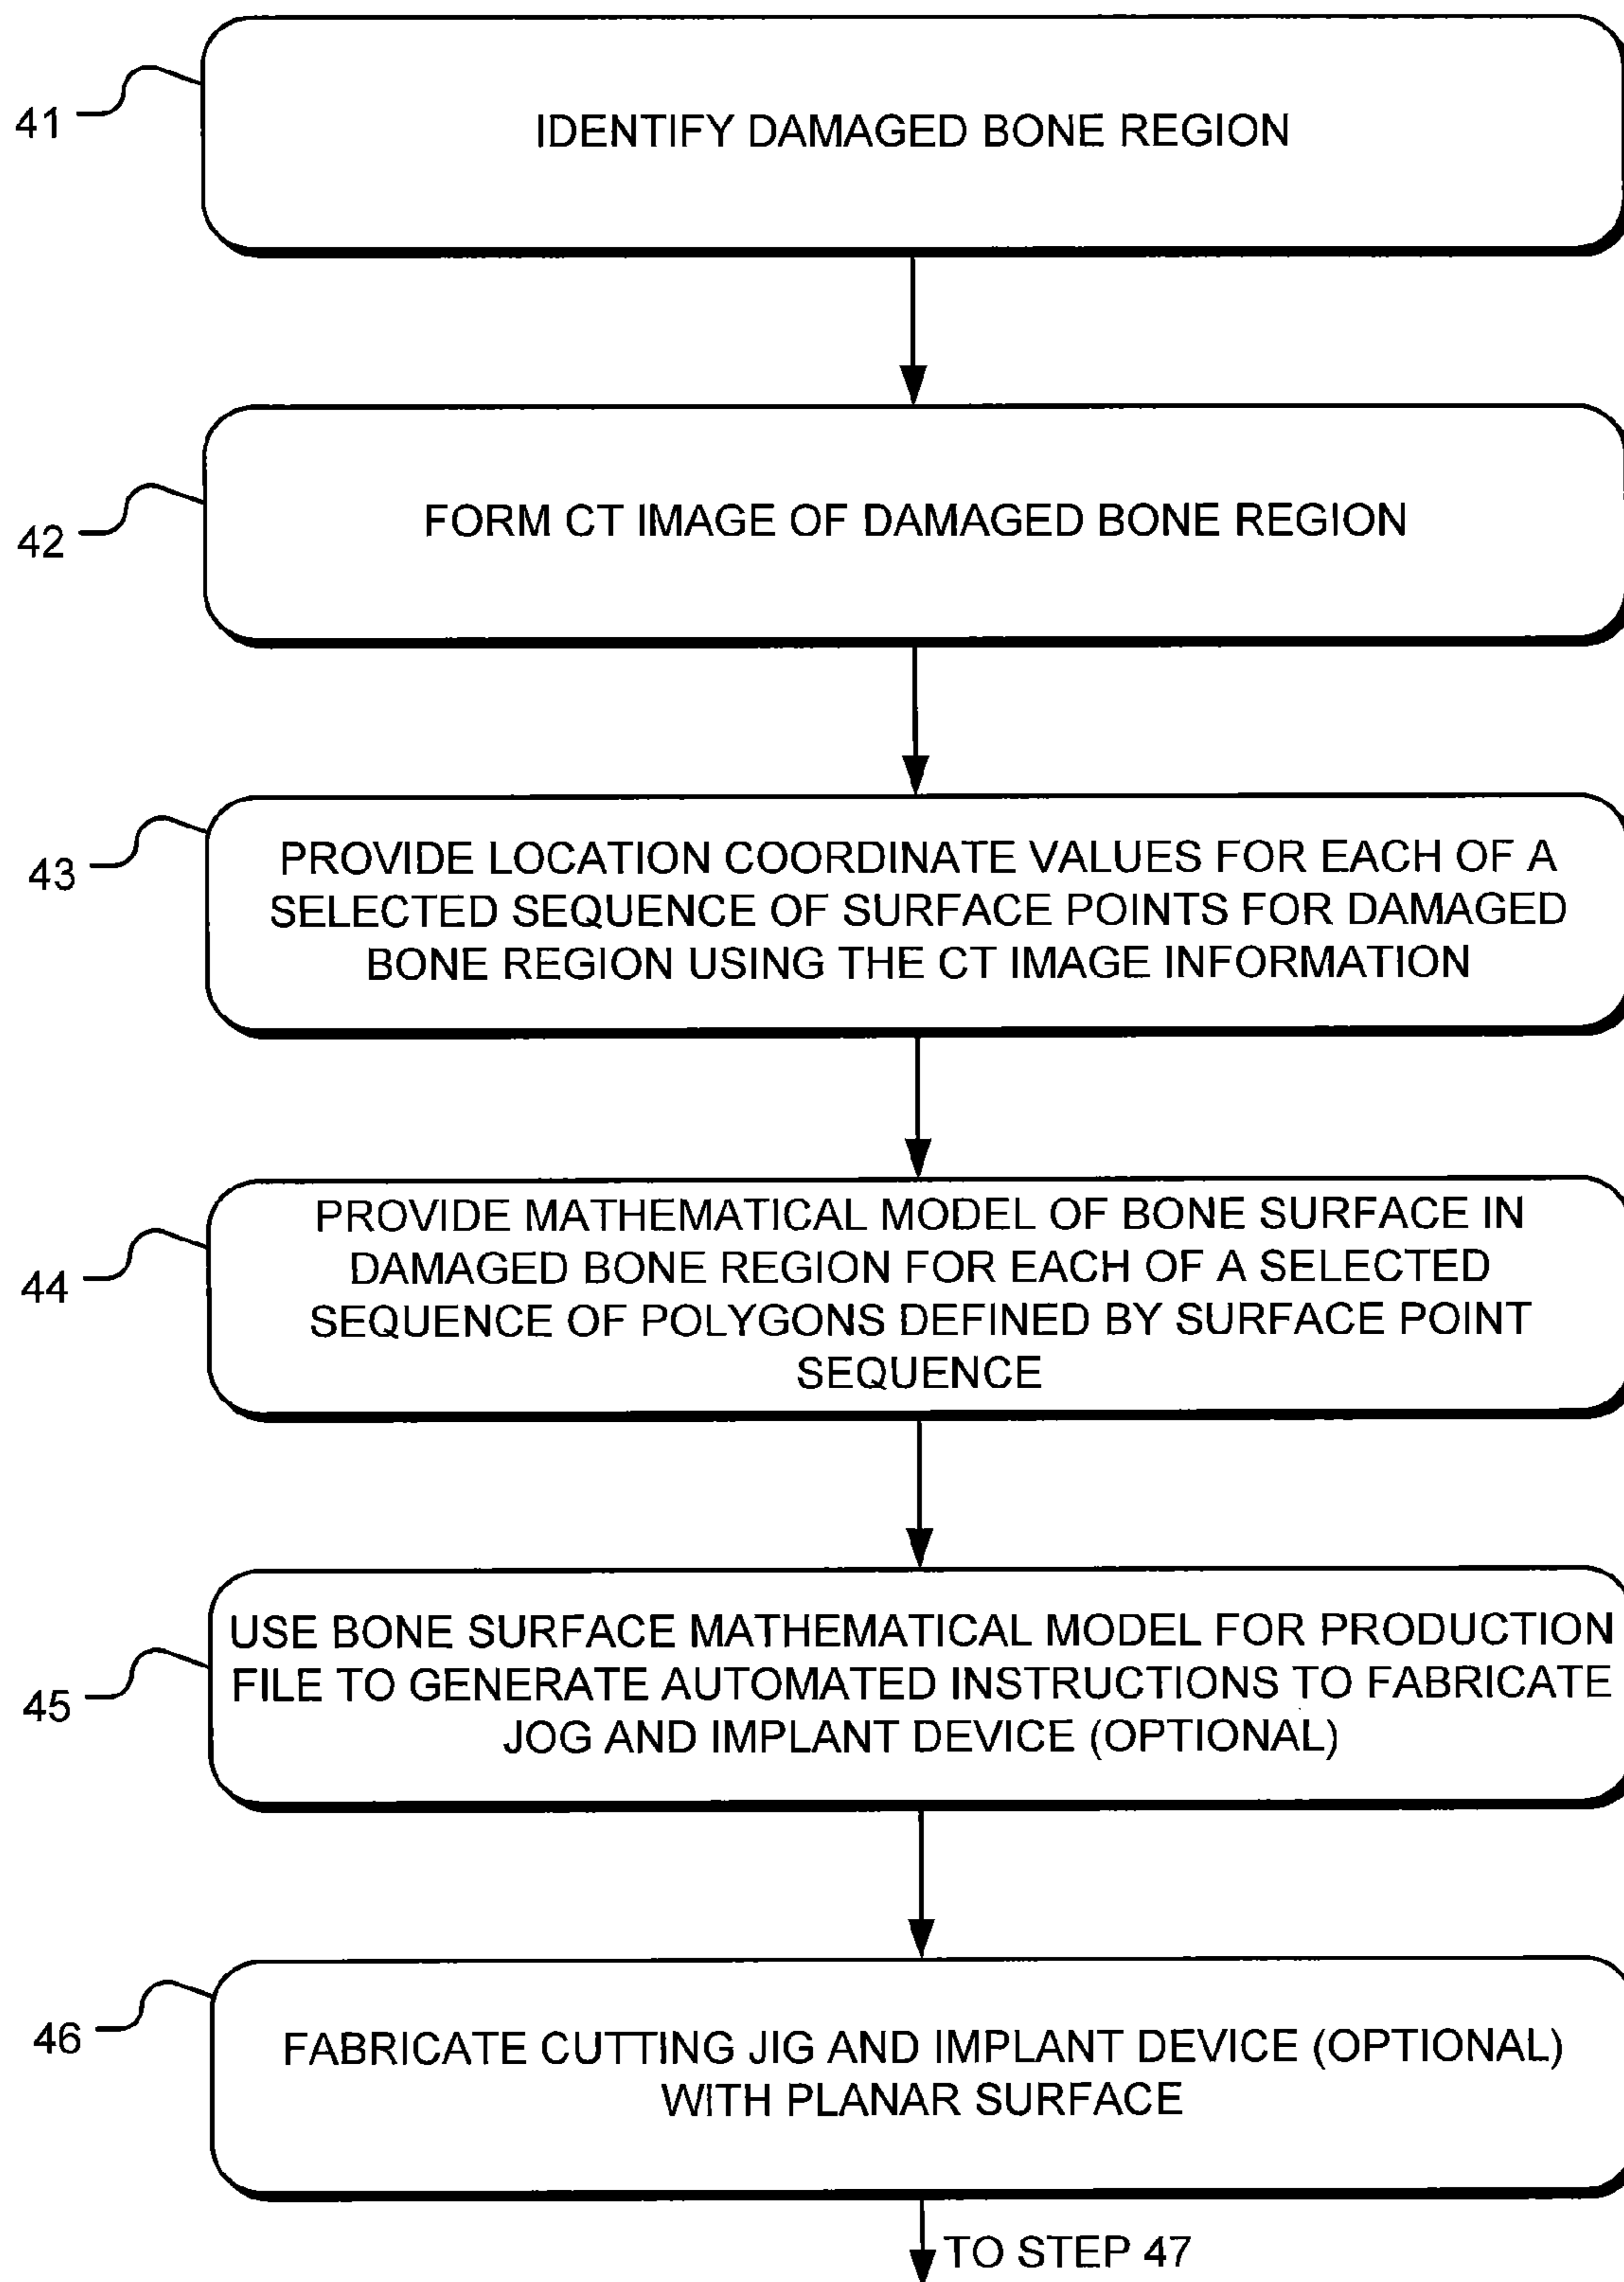 41
IDENTIFY DAMAGED BONE REGION
42
FORM CT IMAGE OF DAMAGED BONE REGION
43
PROVIDE LOCATION COORDINATE VALUES FOR EACH OF A
SELECTED SEQUENCE OF SURFACE POINTS FOR DAMAGED
BONE REGION USING THE CT IMAGE INFORMATION
44
PROVIDE MATHEMATICAL MODEL OF BONE SURFACE IN
DAMAGED BONE REGION FOR EACH OF A SELECTED
SEQUENCE OF POLYGONS DEFINED BY SURFACE POINT
SEQUENCE
45
USE BONE SURFACE MATHEMATICAL MODEL FOR PRODUCTION
FILE TO GENERATE AUTOMATED INSTRUCTIONS TO FABRICATE
JOG AND IMPLANT DEVICE (OPTIONAL)
46
FABRICATE CUTTING JIG AND IMPLANT DEVICE (OPTIONAL)
WITH PLANAR SURFACE
TO STEP 47